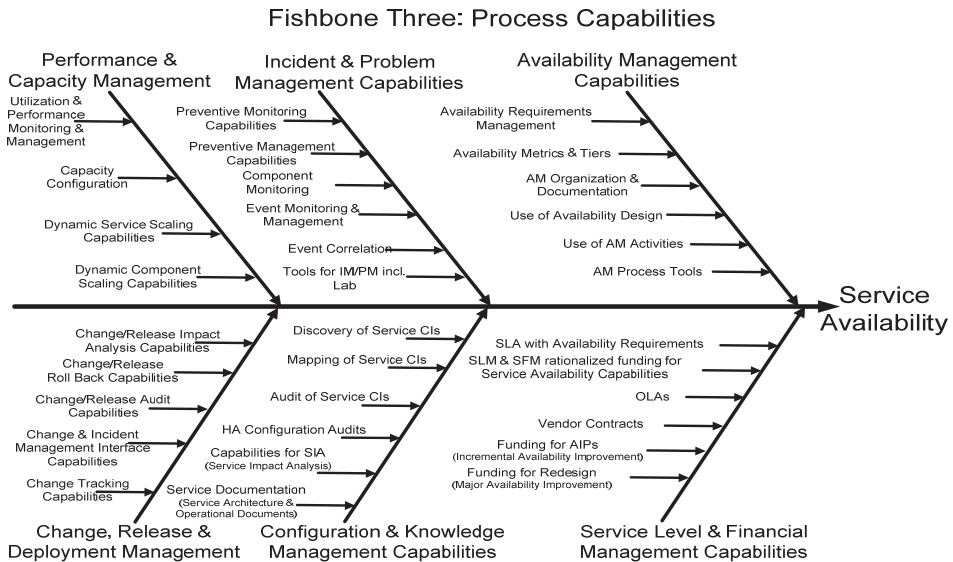 Fishbone Three: Process Capabilities
Performance &
Capacity Management
Utilization &
Performance
Monitoring &
Management
Capacity
Configuration
Dynamic Service Scaling
Capabilities
Dynamic Component
Scaling Capabilities
Incident & Problem
Management Capabilities
Preventive Monitoring
Capabilities
Preventive Management
Capabilities
Component
Monitoring
Event Monitoring &
Management
Event Correlation
Tools for IM/PM incl.
Lab
Availability Management
Capabilities
Availability Requirements
Management
Availability Metrics & Tiers
AM Organization &
Documentation
Use of Availability Design
Use of AM Activities
AM Process Tools
Service
Availability
Change/Release Impact
Analysis Capabilities
Change/Release
Roll Back Capabilities
Change/Release Audit
Capabilities
Change & Incident
Management Interface
Capabilities
Change Tracking
Capabilities
Change, Release &
Deployment Management
Discovery of Service CIs
Mapping of Service CIs
Audit of Service CIs
HA Configuration Audits
Capabilities for SIA
(Service Impact Analysis)
Service Documentation
(Service Architecture &
Operational Documents)
Configuration & Knowledge
Management Capabilities
SLA with Availability Requirements
SLM & SFM rationalized funding for
Service Availability Capabilities
OLAs
Vendor Contracts
Funding for AIPs
(Incremental Availability Improvement)
Funding for Redesign
(Major Availability Improvement)
Service Level & Financial
Management Capabilities